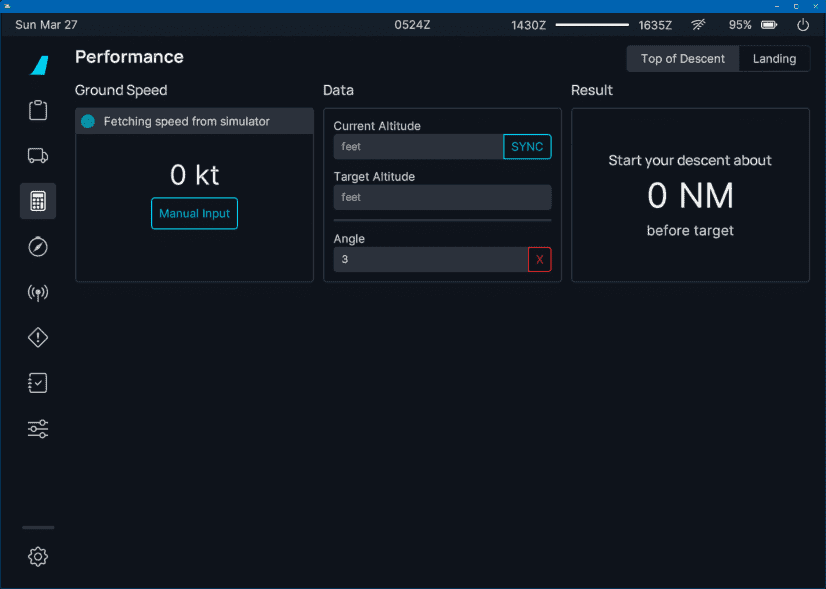 Sun Mar 27
0524Z
1430Z
1635Z
95%
Performance
Top of Descent
Landing
Ground Speed
Fetching speed from simulator
0 kt
Manual Input
Data
Current Altitude
feet
SYNC
Target Altitude
feet
Angle
3
X
Result
Start your descent about
0 NM
before target